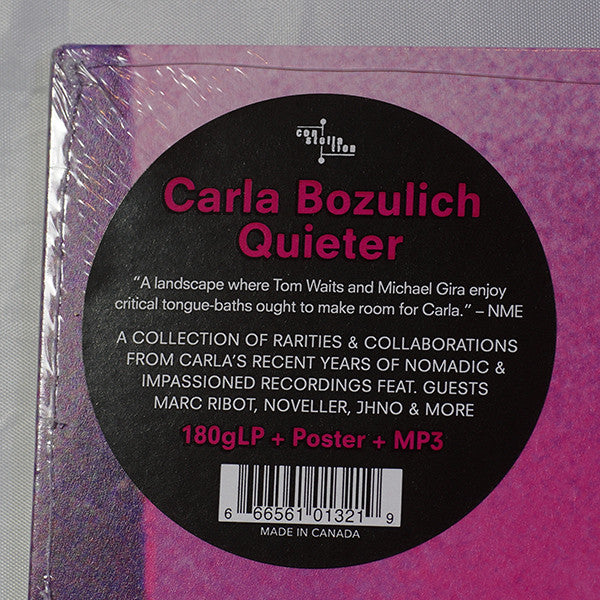 con
stella
tion
Carla Bozulich
Quieter
“A landscape where Tom Waits and Michael Gira enjoy
critical tongue-baths ought to make room for Carla.” – NME
A COLLECTION OF RARITIES & COLLABORATIONS
FROM CARLA’S RECENT YEARS OF NOMADIC &
IMPASSIONED RECORDINGS FEAT. GUESTS
MARC RIBOT, NOVELLER, JHNO & MORE
180gLP + Poster + MP3
6 66561 01321 9
MADE IN CANADA